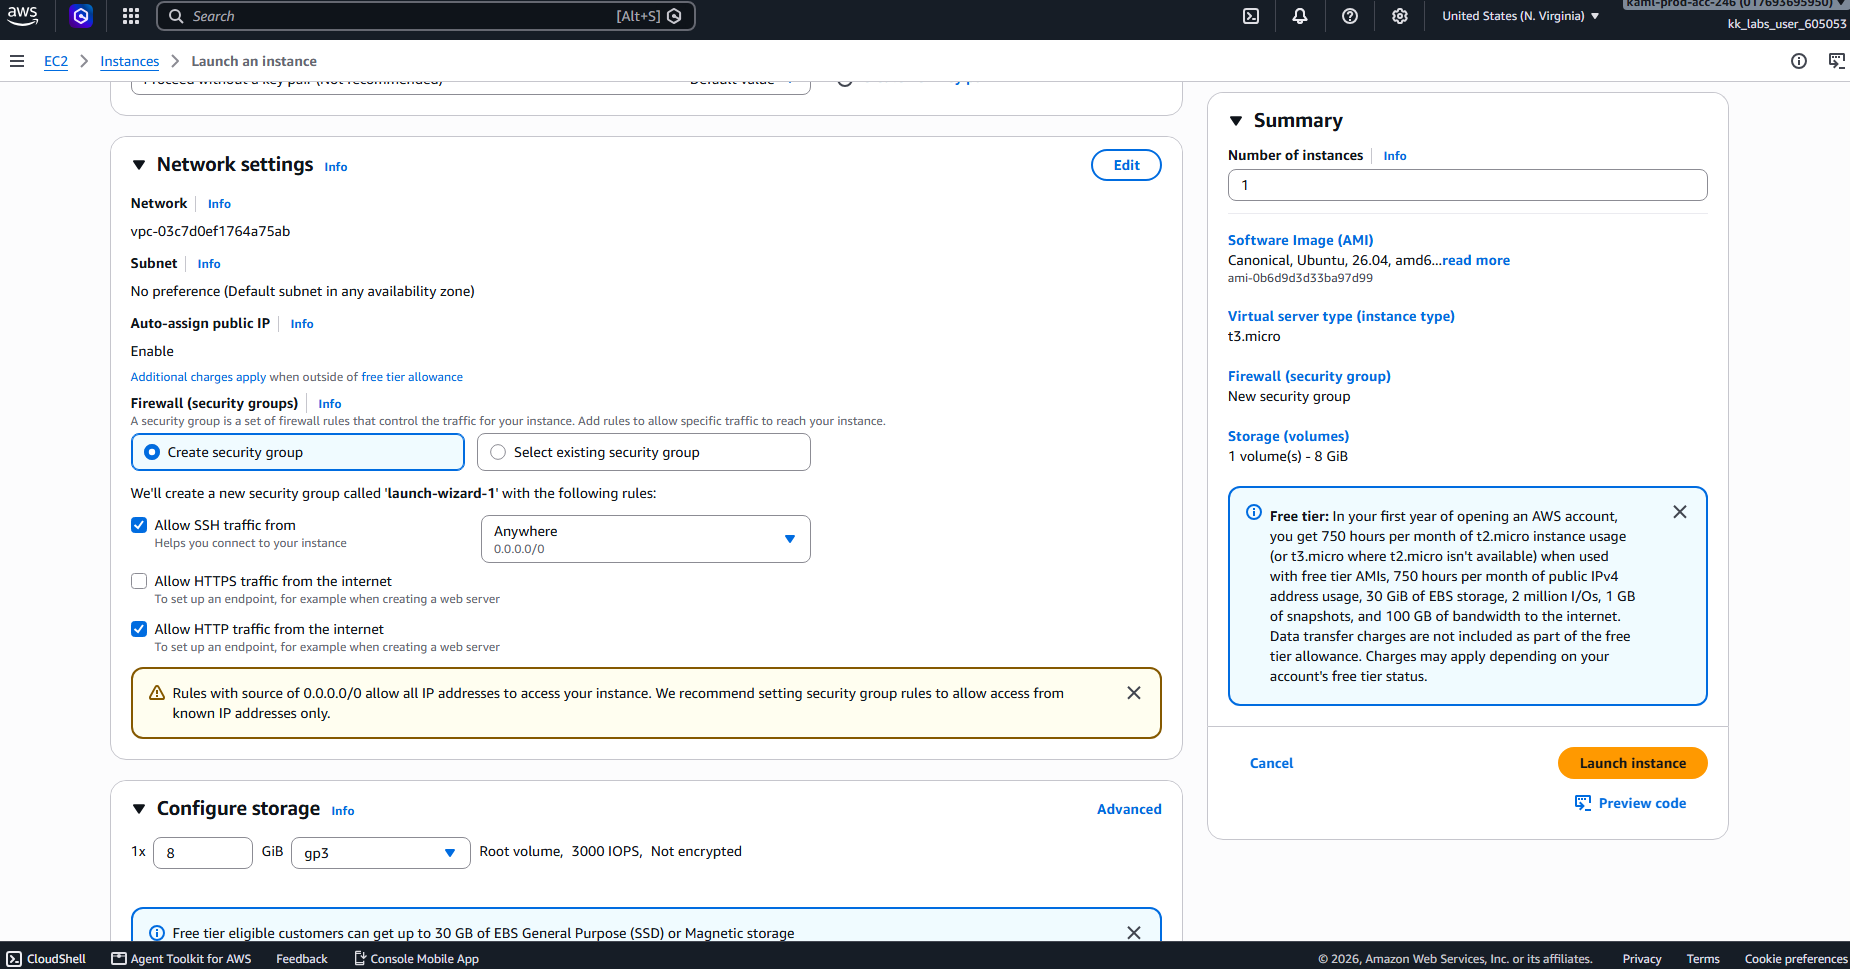 aws
Search
[Alt+S]
United States (N. Virginia)
kaml-prod-acc-246 (017693695950)
kk_labs_user_605053
EC2
Instances
Launch an instance
Proceed without a key pair (Not recommended)
Default value
Network settings
Info
Edit
Network
Info
vpc-03c7d0ef1764a75ab
Subnet
Info
No preference (Default subnet in any availability zone)
Auto-assign public IP
Info
Enable
Additional charges apply when outside of free tier allowance
Firewall (security groups)
Info
A security group is a set of firewall rules that control the traffic for your instance. Add rules to allow specific traffic to reach your instance.
Create security group
Select existing security group
We'll create a new security group called 'launch-wizard-1' with the following rules:
Allow SSH traffic from
Helps you connect to your instance
Anywhere
0.0.0.0/0
Allow HTTPS traffic from the internet
To set up an endpoint, for example when creating a web server
Allow HTTP traffic from the internet
To set up an endpoint, for example when creating a web server
Rules with source of 0.0.0.0/0 allow all IP addresses to access your instance. We recommend setting security group rules to allow access from
known IP addresses only.
Configure storage
Info
Advanced
1x
8
GiB
gp3
Root volume, 3000 IOPS, Not encrypted
Free tier eligible customers can get up to 30 GB of EBS General Purpose (SSD) or Magnetic storage
Summary
Number of instances
Info
1
Software Image (AMI)
Canonical, Ubuntu, 26.04, amd6...read more
ami-0b6d9d3d33ba97d99
Virtual server type (instance type)
t3.micro
Firewall (security group)
New security group
Storage (volumes)
1 volume(s) - 8 GiB
Free tier: In your first year of opening an AWS account,
you get 750 hours per month of t2.micro instance usage
(or t3.micro where t2.micro isn't available) when used
with free tier AMIs, 750 hours per month of public IPv4
address usage, 30 GiB of EBS storage, 2 million I/Os, 1 GB
of snapshots, and 100 GB of bandwidth to the internet.
Data transfer charges are not included as part of the free
tier allowance. Charges may apply depending on your
account's free tier status.
Cancel
Launch instance
Preview code
CloudShell
Agent Toolkit for AWS
Feedback
Console Mobile App
© 2026, Amazon Web Services, Inc. or its affiliates.
Privacy
Terms
Cookie preferences